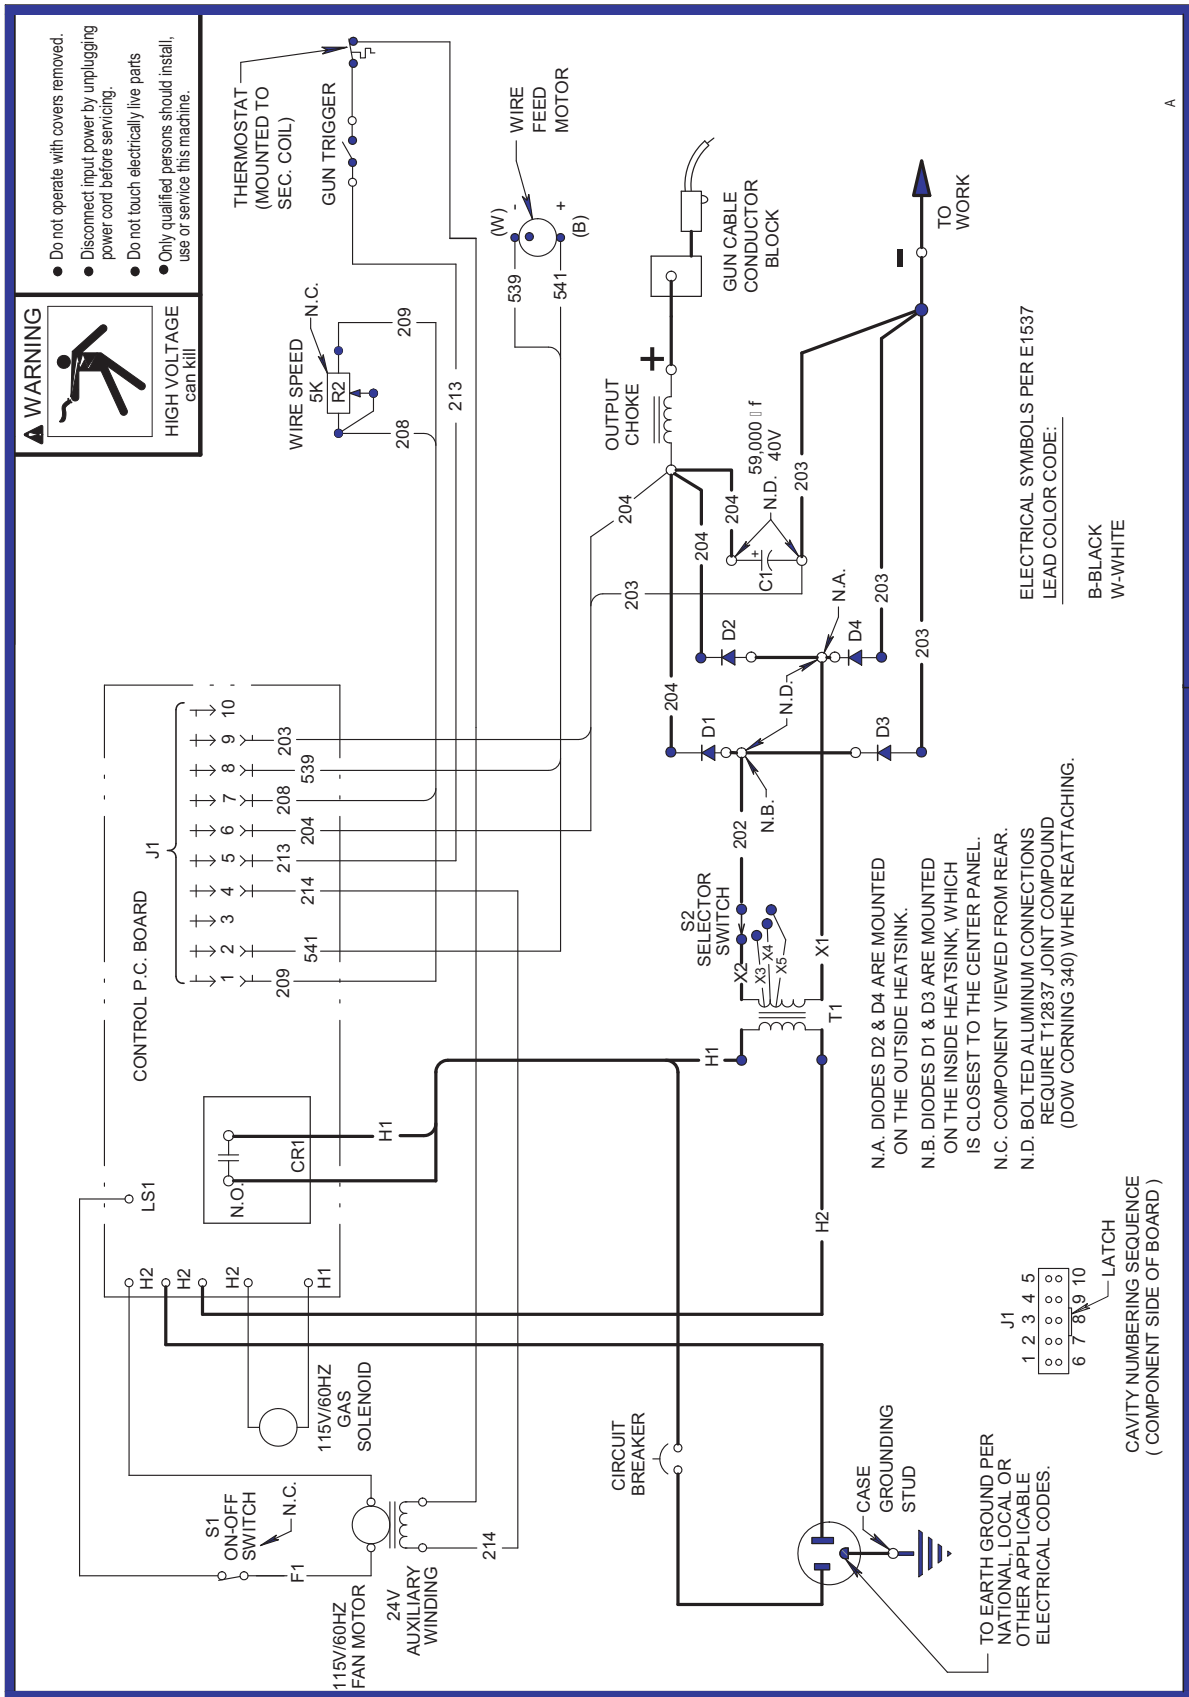 WARNING
HIGH VOLTAGE
can kill
● Do not operate with covers removed.
● Disconnect input power by unplugging
power cord before servicing.
● Do not touch electrically live parts
● Only qualified persons should install,
use or service this machine.
THERMOSTAT
(MOUNTED TO
SEC. COIL)
GUN TRIGGER
WIRE SPEED
5K
N.C.
R2
209
208
213
(W)
-
+
(B)
539
541
WIRE
FEED
MOTOR
CONTROL P.C. BOARD
J1
1
2
3
4
5
6
7
8
9
10
209
541
214
213
204
208
539
203
LS1
N.O.
CR1
H1
H2
H2
H2
H1
S1
ON-OFF
SWITCH
N.C.
F1
115V/60HZ
FAN MOTOR
24V
AUXILIARY
WINDING
214
115V/60HZ
GAS
SOLENOID
CIRCUIT
BREAKER
CASE
GROUNDING
STUD
TO EARTH GROUND PER
NATIONAL, LOCAL OR
OTHER APPLICABLE
ELECTRICAL CODES.
H1
H2
T1
X2
X3
X4
X5
X1
S2
SELECTOR
SWITCH
202
N.B.
N.D.
N.A.
D1
D2
D3
D4
204
204
204
204
203
203
203
203
C1
+
N.D.
59,000 f
40V
OUTPUT
CHOKE
+
GUN CABLE
CONDUCTOR
BLOCK
-
TO
WORK
N.A. DIODES D2 & D4 ARE MOUNTED
ON THE OUTSIDE HEATSINK.
N.B. DIODES D1 & D3 ARE MOUNTED
ON THE INSIDE HEATSINK, WHICH
IS CLOSEST TO THE CENTER PANEL.
N.C. COMPONENT VIEWED FROM REAR.
N.D. BOLTED ALUMINUM CONNECTIONS
REQUIRE T12837 JOINT COMPOUND
(DOW CORNING 340) WHEN REATTACHING.
ELECTRICAL SYMBOLS PER E1537
LEAD COLOR CODE:
B-BLACK
W-WHITE
J1
1 2 3 4 5
6 7 8 9 10
LATCH
CAVITY NUMBERING SEQUENCE
( COMPONENT SIDE OF BOARD )
A